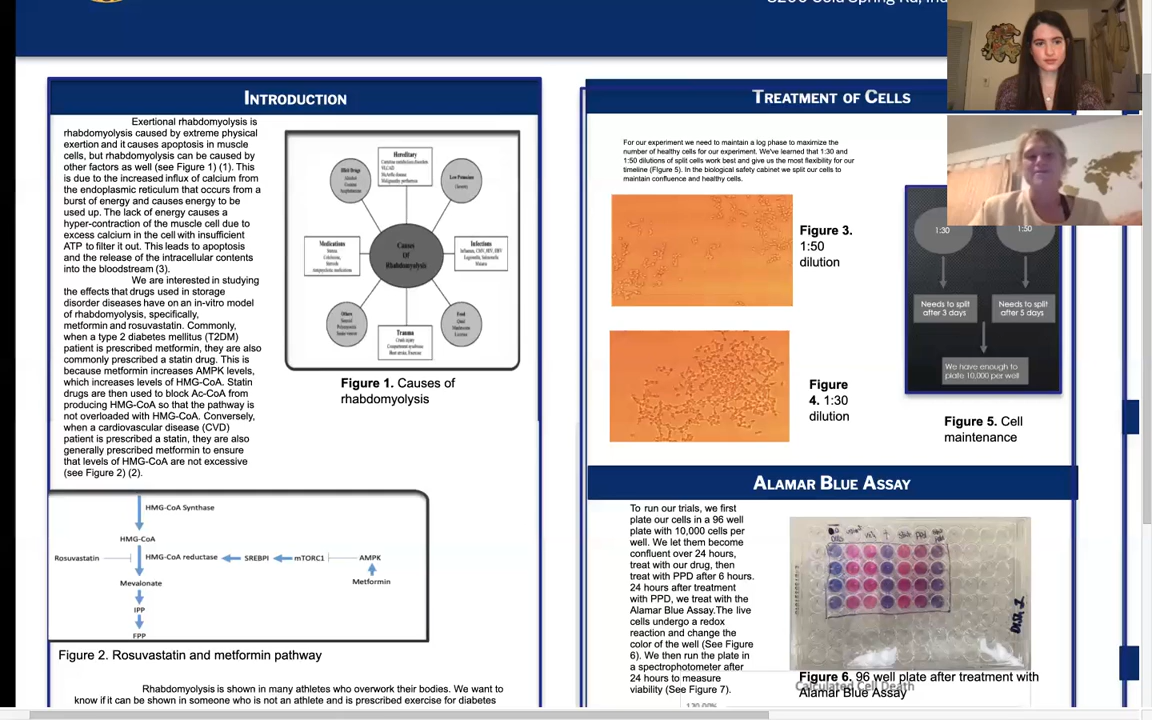 INTRODUCTION
Exertional rhabdomyolysis is
rhabdomyolysis caused by extreme physical
exertion and it causes apoptosis in muscle
cells, but rhabdomyolysis can be caused by
other factors as well (see Figure 1) (1). This
is due to the increased influx of calcium from
the endoplasmic reticulum that occurs from a
burst of energy and causes energy to be
used up. The lack of energy causes a
hyper-contraction of the muscle cell due to
excess calcium in the cell with insufficient
ATP to filter it out. This leads to apoptosis
and the release of the intracellular contents
into the bloodstream (3).
We are interested in studying
the effects that drugs used in storage
disorder diseases have on an in-vitro model
of rhabdomyolysis, specifically,
metformin and rosuvastatin. Commonly,
when a type 2 diabetes mellitus (T2DM)
patient is prescribed metformin, they are also
commonly prescribed a statin drug. This is
because metformin increases AMPK levels,
which increases levels of HMG-CoA. Statin
drugs are then used to block Ac-CoA from
producing HMG-CoA so that the pathway is
not overloaded with HMG-CoA. Conversely,
when a cardiovascular disease (CVD)
patient is prescribed a statin, they are also
generally prescribed metformin to ensure
that levels of HMG-CoA are not excessive
(see Figure 2) (2).
Hereditary
Illicit Drugs
Low Potassium
Medications
Causes
Of
Rhabdomyolysis
Infections
Others
Trauma
Food
Figure 1. Causes of
rhabdomyolysis
HMG-CoA Synthase
HMG-CoA
Rosuvastatin
HMG-CoA reductase
SREBPI
mTORC1
AMPK
Mevalonate
Metformin
IPP
FPP
Figure 2. Rosuvastatin and metformin pathway
Rhabdomyolysis is shown in many athletes who overwork their bodies. We want to
know if it can be shown in someone who is not an athlete and is prescribed exercise for diabetes
TREATMENT OF CELLS
For our experiment we need to maintain a log phase to maximize the
number of healthy cells for our experiment. We've learned that 1:30 and
1:50 dilutions of split cells work best and give us the most flexibility for our
timeline (FIgure 5). In the biological safety cabinet we split our cells to
maintain confluence and healthy cells.
Figure 3.
1:50
dilution
Figure
4. 1:30
dilution
1:30
1:50
Needs to split
after 3 days
Needs to split
after 5 days
We have enough to
plate 10,000 per well
Figure 5. Cell
maintenance
ALAMAR BLUE ASSAY
To run our trials, we first
plate our cells in a 96 well
plate with 10,000 cells per
well. We let them become
confluent over 24 hours,
treat with our drug, then
treat with PPD after 6 hours.
24 hours after treatment
with PPD, we treat with the
Alamar Blue Assay.The live
cells undergo a redox
reaction and change the
color of the well (See Figure
6). We then run the plate in
a spectrophotometer after
24 hours to measure
viability (See Figure 7).
Figure 6. 96 well plate after treatment with
Alamar Blue Assay
Calculated Cell Death